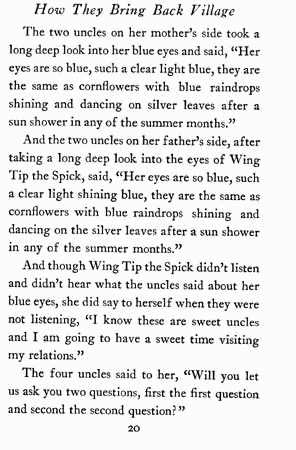 How They Bring Back Village
The two uncles on her mother's side took a
long deep look into her blue eyes and said, "Her
eyes are so blue, such a clear light blue, they are
the same as cornflowers with blue raindrops
shining and dancing on silver leaves after a
sun shower in any of the summer months."
And the two uncles on her father's side, after
taking a long deep look into the eyes of Wing
Tip the Spick, said, "Her eyes are so blue, such
a clear light shining blue, they are the same as
cornflowers with blue raindrops shining and
dancing on the silver leaves after a sun shower
in any of the summer months."
And though Wing Tip the Spick didn't listen
and didn't hear what the uncles said about her
blue eyes, she did say to herself when they were
not listening, "I know these are sweet uncles
and I am going to have a sweet time visiting
my relations."
The four uncles said to her, "Will you let
us ask you two questions, first the first question
and second the second question?"
20